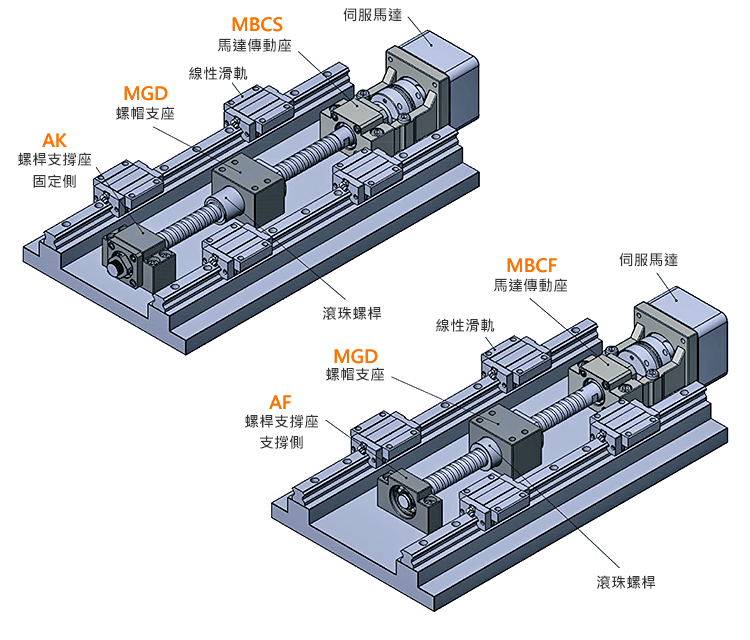 MBCS
馬達傳動座
伺服馬達
線性滑軌
MGD
螺帽支座
AK
螺桿支撐座
固定側
滾珠螺桿
MBCF
馬達傳動座
伺服馬達
線性滑軌
MGD
螺帽支座
AF
螺桿支撐座
支撐側
滾珠螺桿